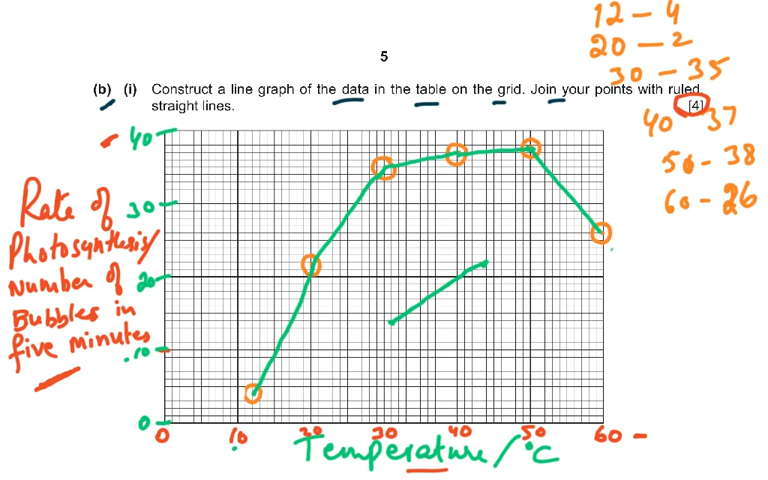 12 - 4
20 - 2
30 - 35
5
(b) (i) Construct a line graph of the data in the table on the grid. Join your points with ruled
straight lines.
[4]
40 37
50 - 38
60 - 26
40
Rate of
Photosynthesis/
Number of
Bubbles in
five minutes
30
20
10
0
0 10 20 30 40 50 60
Temperature / °C